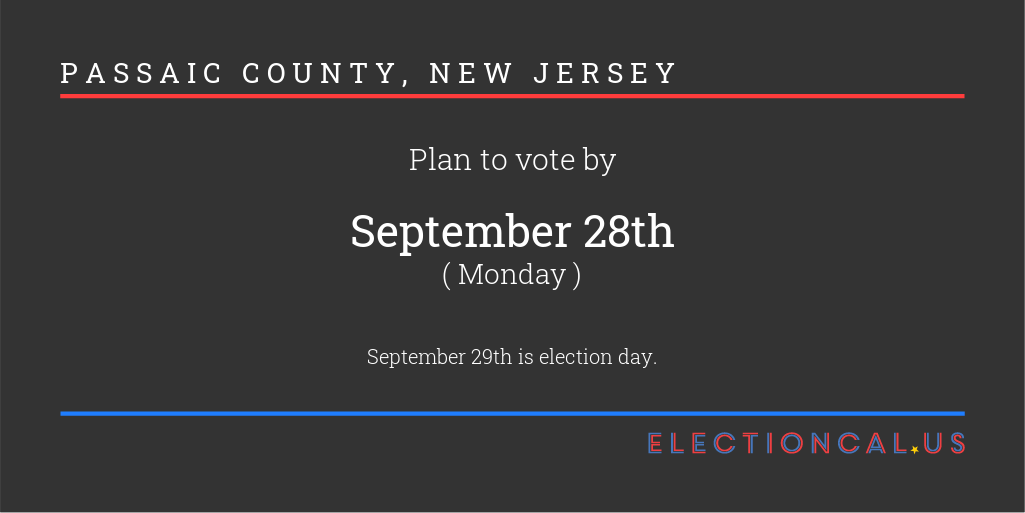 PASSAIC COUNTY, NEW JERSEY
Plan to vote by
September 28th
( Monday )
September 29th is election day.
ELECTIONCAL.US